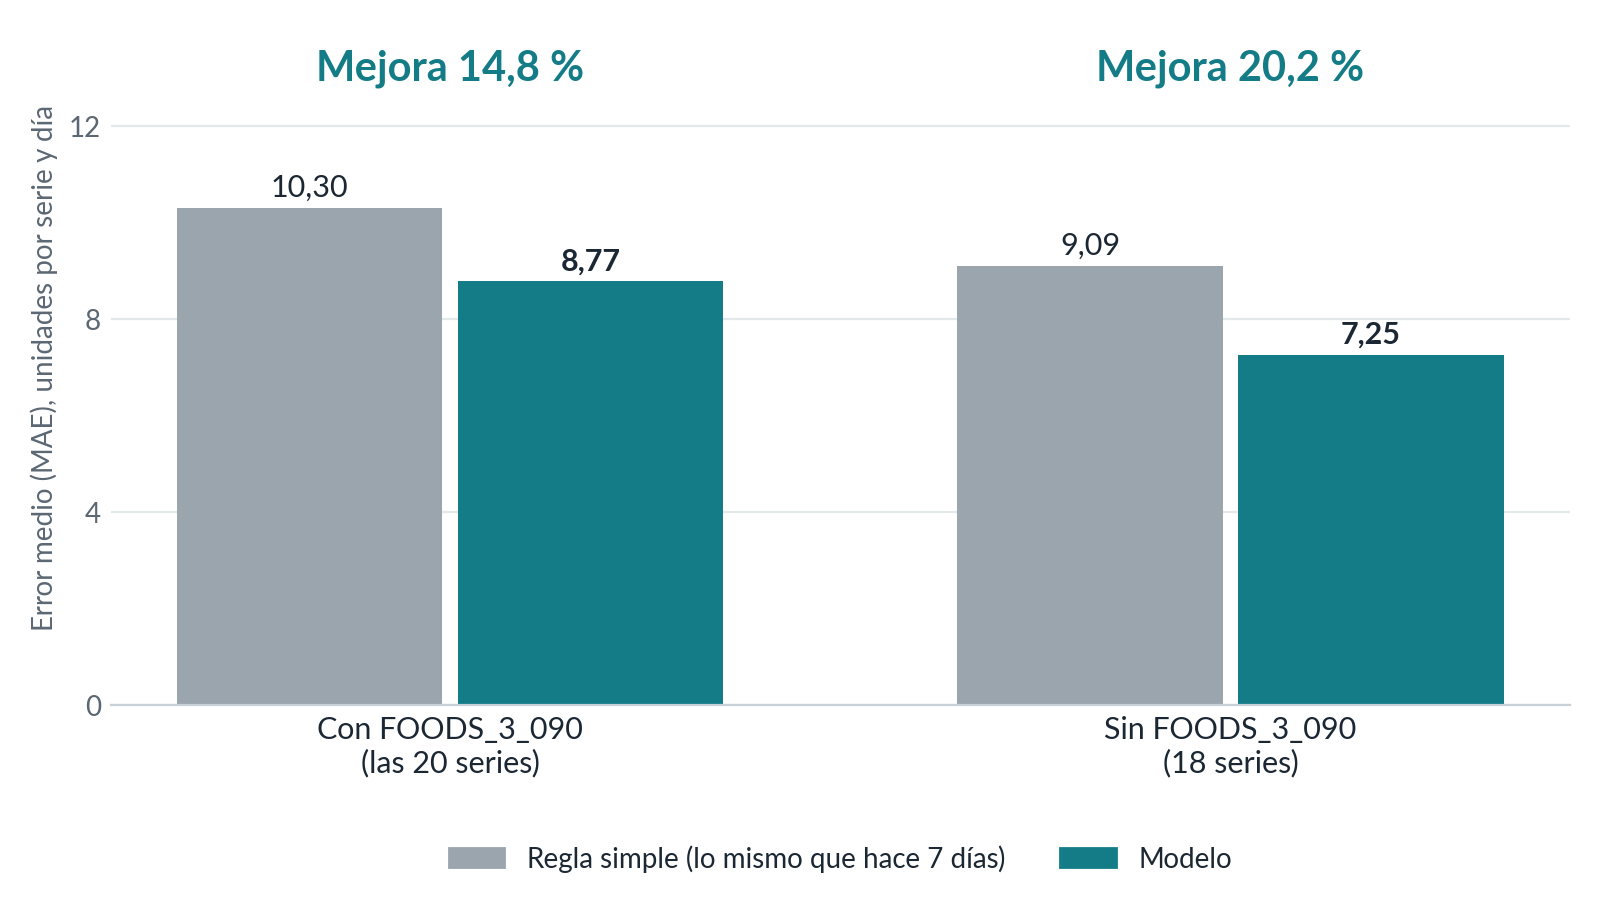 Mejora 14,8 %
Mejora 20,2 %
Error medio (MAE), unidades por serie y día
12
8
4
0
10,30
8,77
9,09
7,25
Con FOODS_3_090
(las 20 series)
Sin FOODS_3_090
(18 series)
Regla simple (lo mismo que hace 7 días)
Modelo